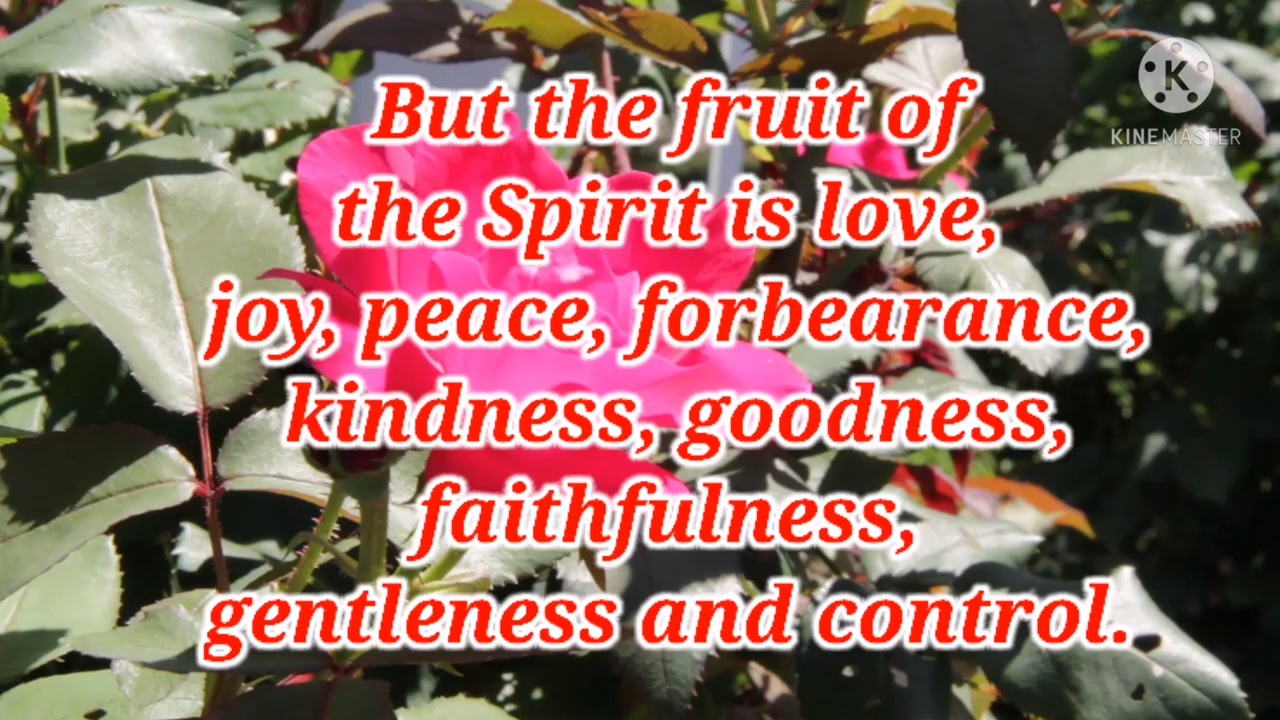 KINEMASTER
But the fruit of
the Spirit is love,
joy, peace, forbearance,
kindness, goodness,
faithfulness,
gentleness and control.